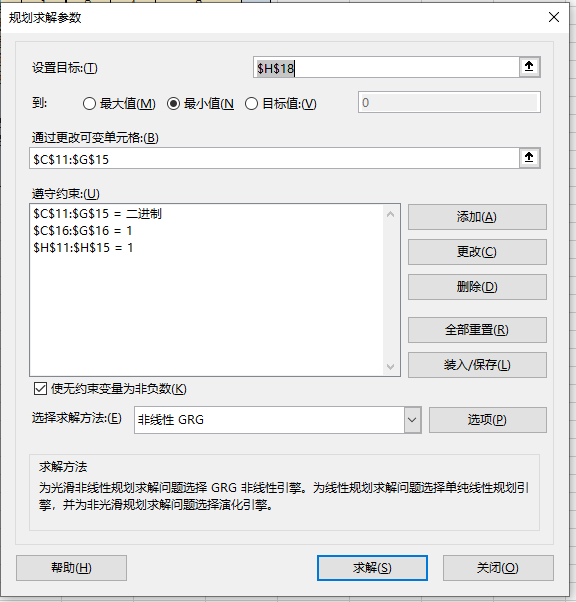 规划求解参数
设置目标:(T) $H$18
到: 最大值(M) 最小值(N 目标值:(V) 0
通过更改可变单元格:(B)
$C$11:$G$15
遵守约束:(U)
$C$11:$G$15 = 二进制
$C$16:$G$16 = 1
$H$11:$H$15 = 1
添加(A)
更改(C)
删除(D)
全部重置(R)
装入/保存(L)
使无约束变量为非负数(K)
选择求解方法:(E) 非线性 GRG 选项(P)
求解方法
为光滑非线性规划求解问题选择 GRG 非线性引擎。为线性规划求解问题选择单纯线性规划引
擎，并为非光滑规划求解问题选择演化引擎。
帮助(H) 求解(S) 关闭(O)